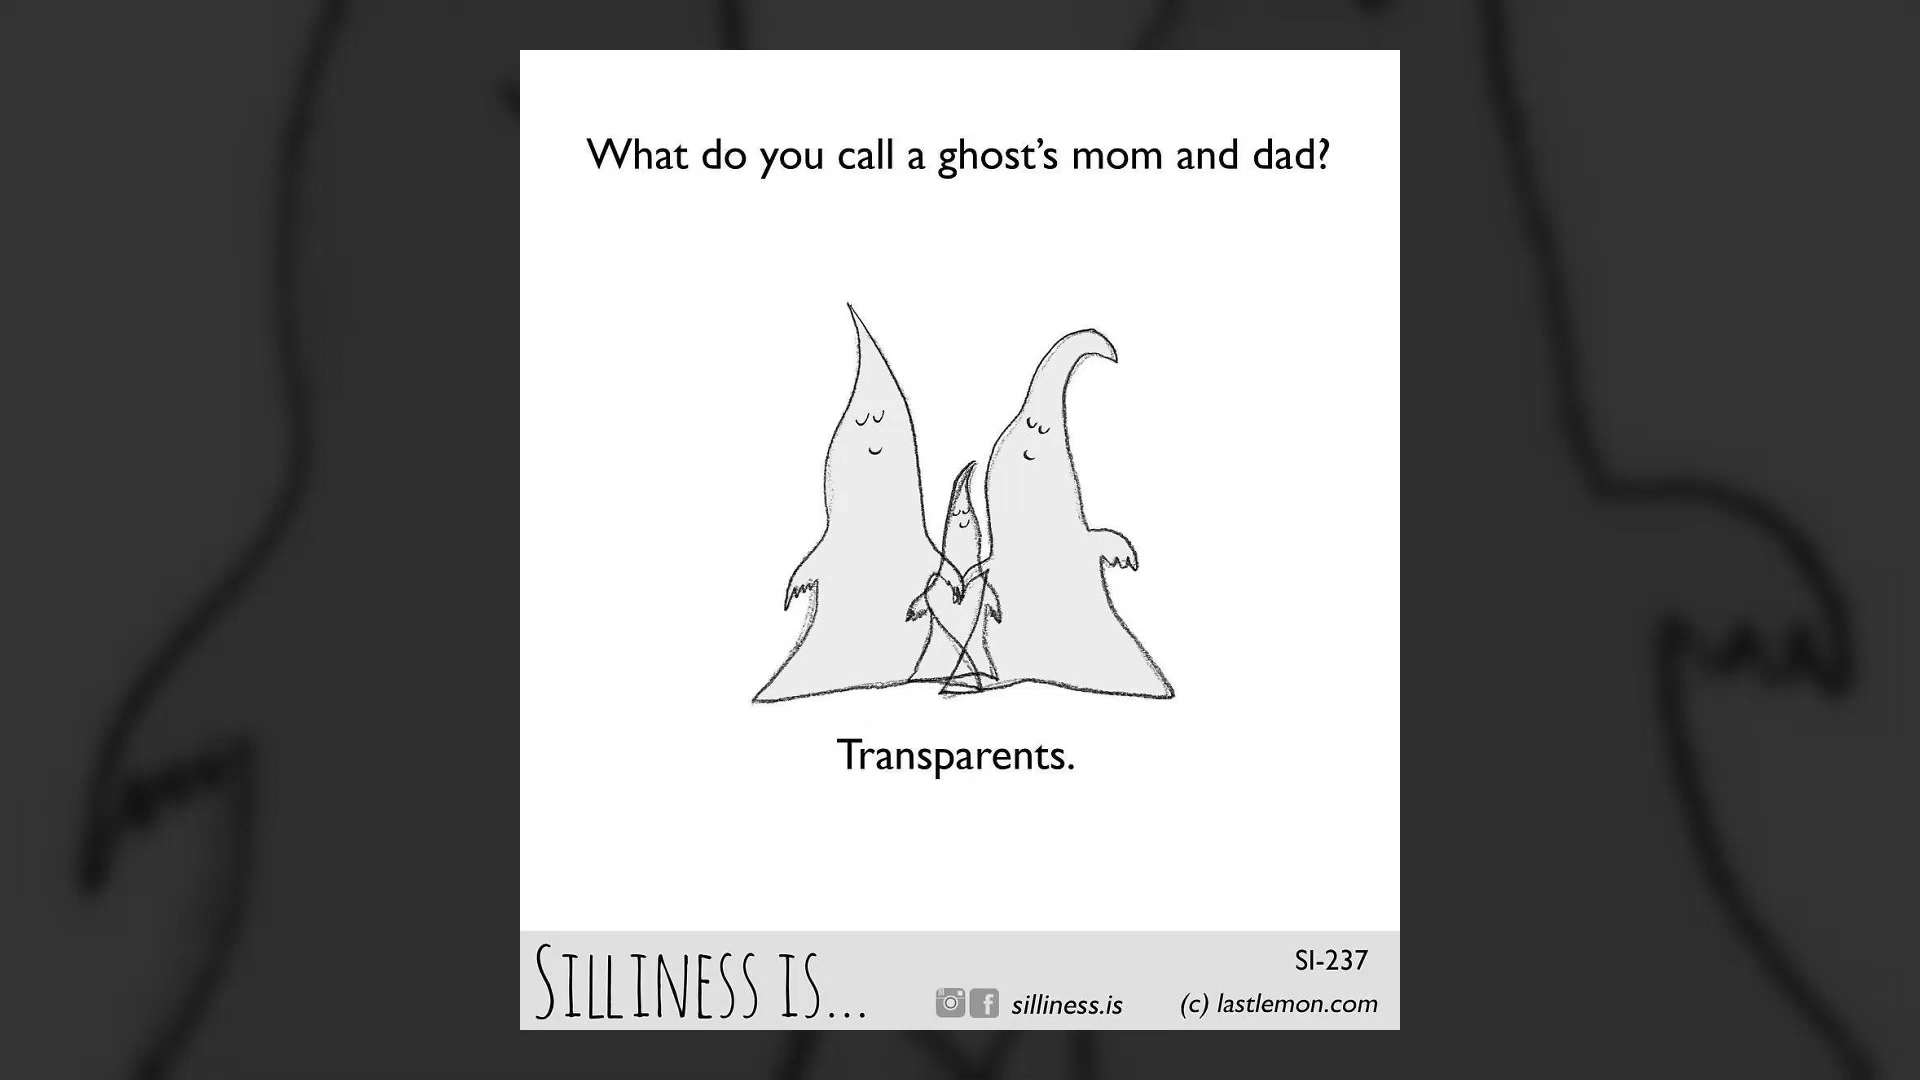 What do you call a ghost’s mom and dad?
Transparents.
SILLINESS IS...
silliness.is
SI-237
(c) lastlemon.com